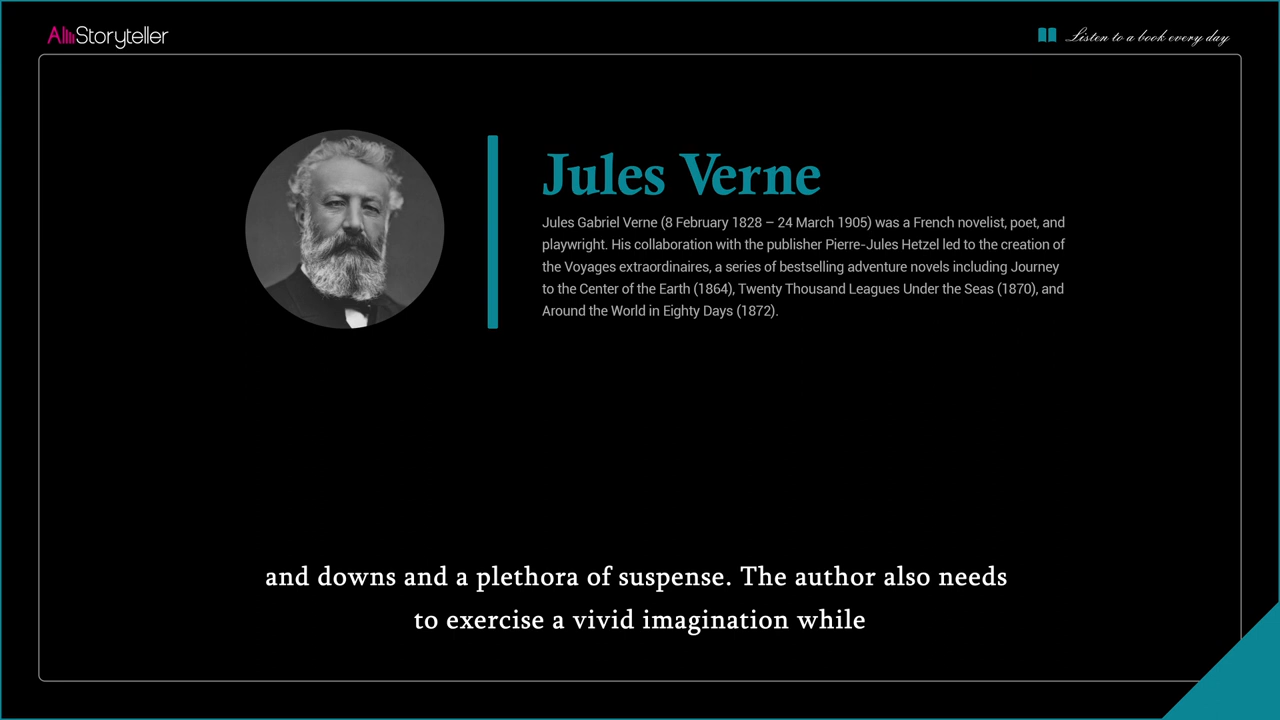 AllStoryteller
Listen to a book every day
Jules Verne
Jules Gabriel Verne (8 February 1828 – 24 March 1905) was a French novelist, poet, and
playwright. His collaboration with the publisher Pierre-Jules Hetzel led to the creation of
the Voyages extraordinaires, a series of bestselling adventure novels including Journey
to the Center of the Earth (1864), Twenty Thousand Leagues Under the Seas (1870), and
Around the World in Eighty Days (1872).
and downs and a plethora of suspense. The author also needs
to exercise a vivid imagination while